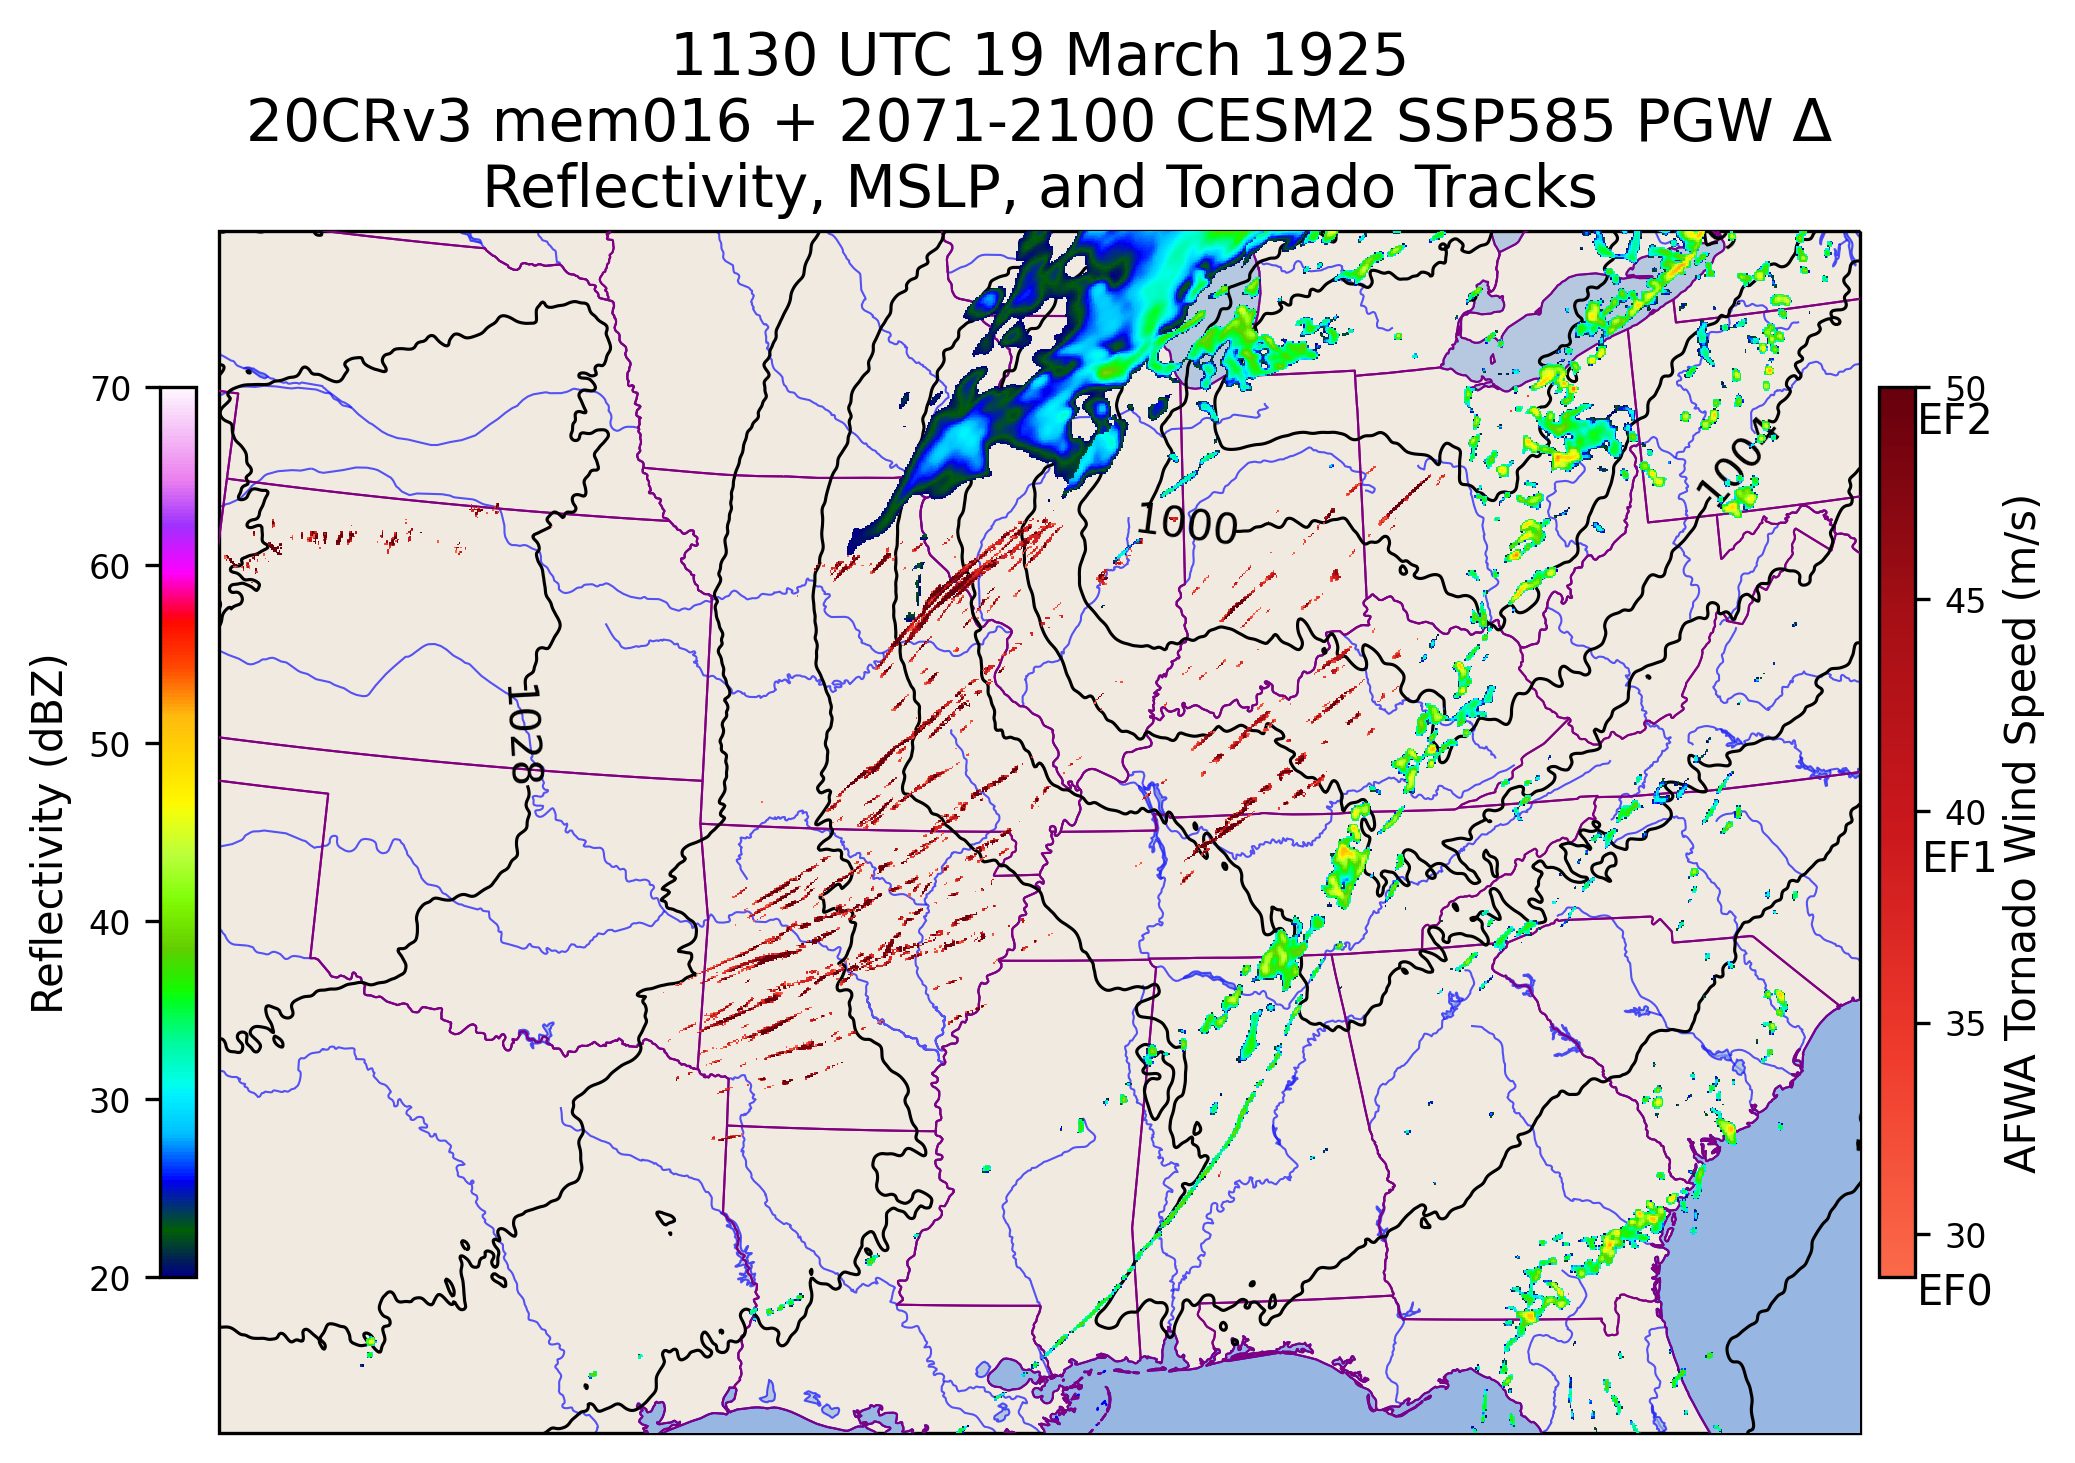 1130 UTC 19 March 1925
20CRv3 mem016 + 2071-2100 CESM2 SSP585 PGW Δ
Reflectivity, MSLP, and Tornado Tracks
Reflectivity (dBZ)
70
60
50
40
30
20
1028
1000
1004
50
EF2
45
40
EF1
35
30
EF0
AFWA Tornado Wind Speed (m/s)